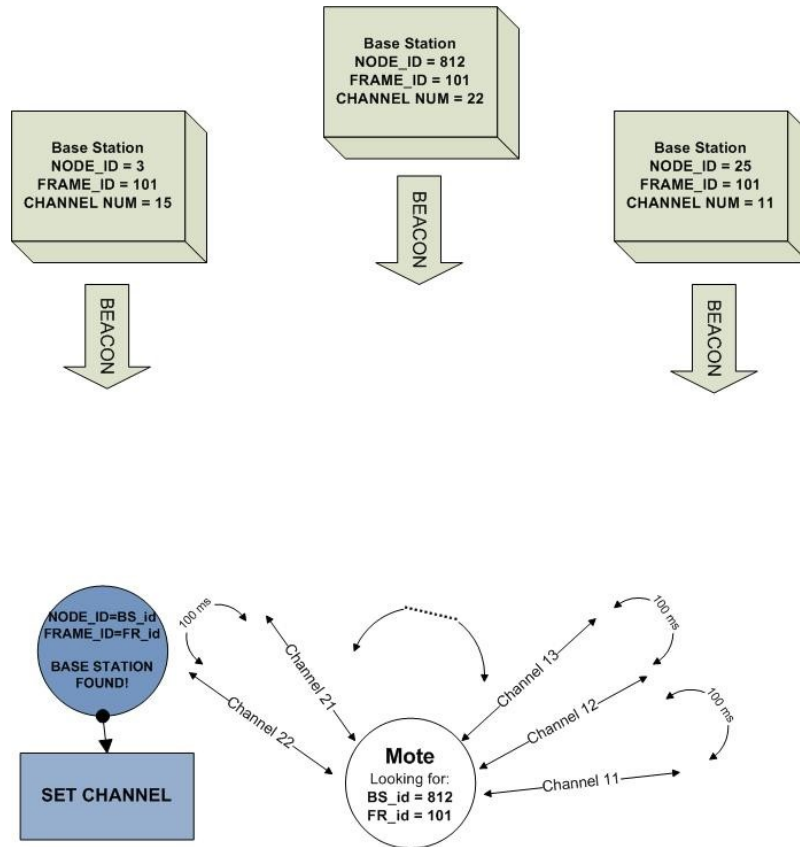 Base Station
NODE_ID = 812
FRAME_ID = 101
CHANNEL NUM = 22
Base Station
NODE_ID = 3
FRAME_ID = 101
CHANNEL NUM = 15
Base Station
NODE_ID = 25
FRAME_ID = 101
CHANNEL NUM = 11
BEACON
BEACON
BEACON
NODE_ID=BS_id
FRAME_ID=FR_id
BASE STATION
FOUND!
SET CHANNEL
100 ms
Channel 21
Channel 22
Mote
Looking for:
BS_id = 812
FR_id = 101
Channel 13
100 ms
Channel 12
100 ms
Channel 11